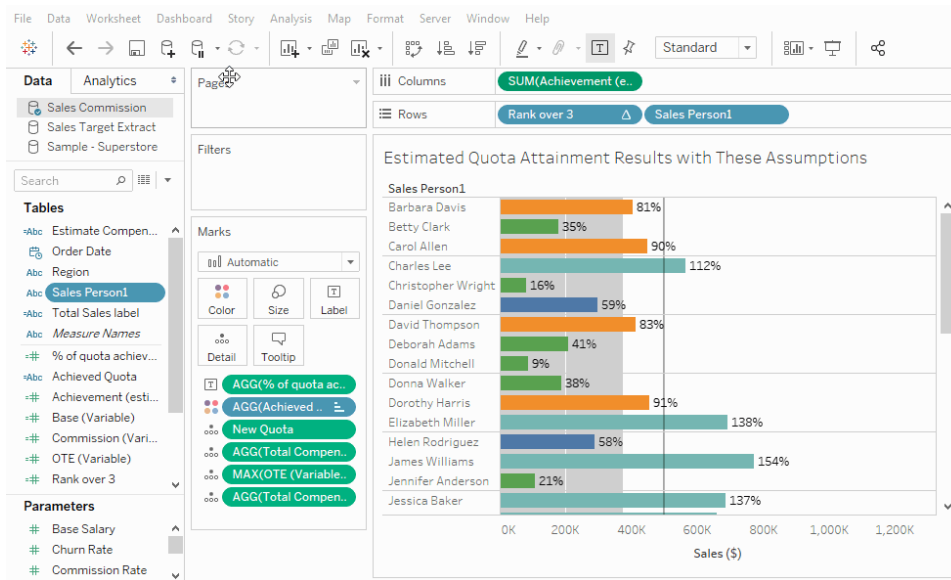 File Data Worksheet Dashboard Story Analysis Map Format Server Window Help
Standard
Data Analytics
Sales Commission
Sales Target Extract
Sample - Superstore
Search
Tables
Abc Estimate Compen...
Order Date
Abc Region
Abc Sales Person1
Abc Total Sales label
Abc Measure Names
# % of quota achiev...
Abc Achieved Quota
# Achievement (esti...
# Base (Variable)
# Commission (Vari...
# OTE (Variable)
# Rank over 3
Parameters
# Base Salary
# Churn Rate
# Commission Rate
Pages
Filters
Marks
Automatic
Color Size Label
Detail Tooltip
AGG(% of quota ac..
AGG(Achieved ..
New Quota
AGG(Total Compen..
MAX(OTE (Variable..
AGG(Total Compen..
Columns SUM(Achievement (e..
Rows Rank over 3 Δ Sales Person1
Estimated Quota Attainment Results with These Assumptions
Sales Person1
Barbara Davis 81%
Betty Clark 35%
Carol Allen 90%
Charles Lee 112%
Christopher Wright 16%
Daniel Gonzalez 59%
David Thompson 83%
Deborah Adams 41%
Donald Mitchell 9%
Donna Walker 38%
Dorothy Harris 91%
Elizabeth Miller 138%
Helen Rodriguez 58%
James Williams 154%
Jennifer Anderson 21%
Jessica Baker 137%
0K 200K 400K 600K 800K 1,000K 1,200K
Sales ($)